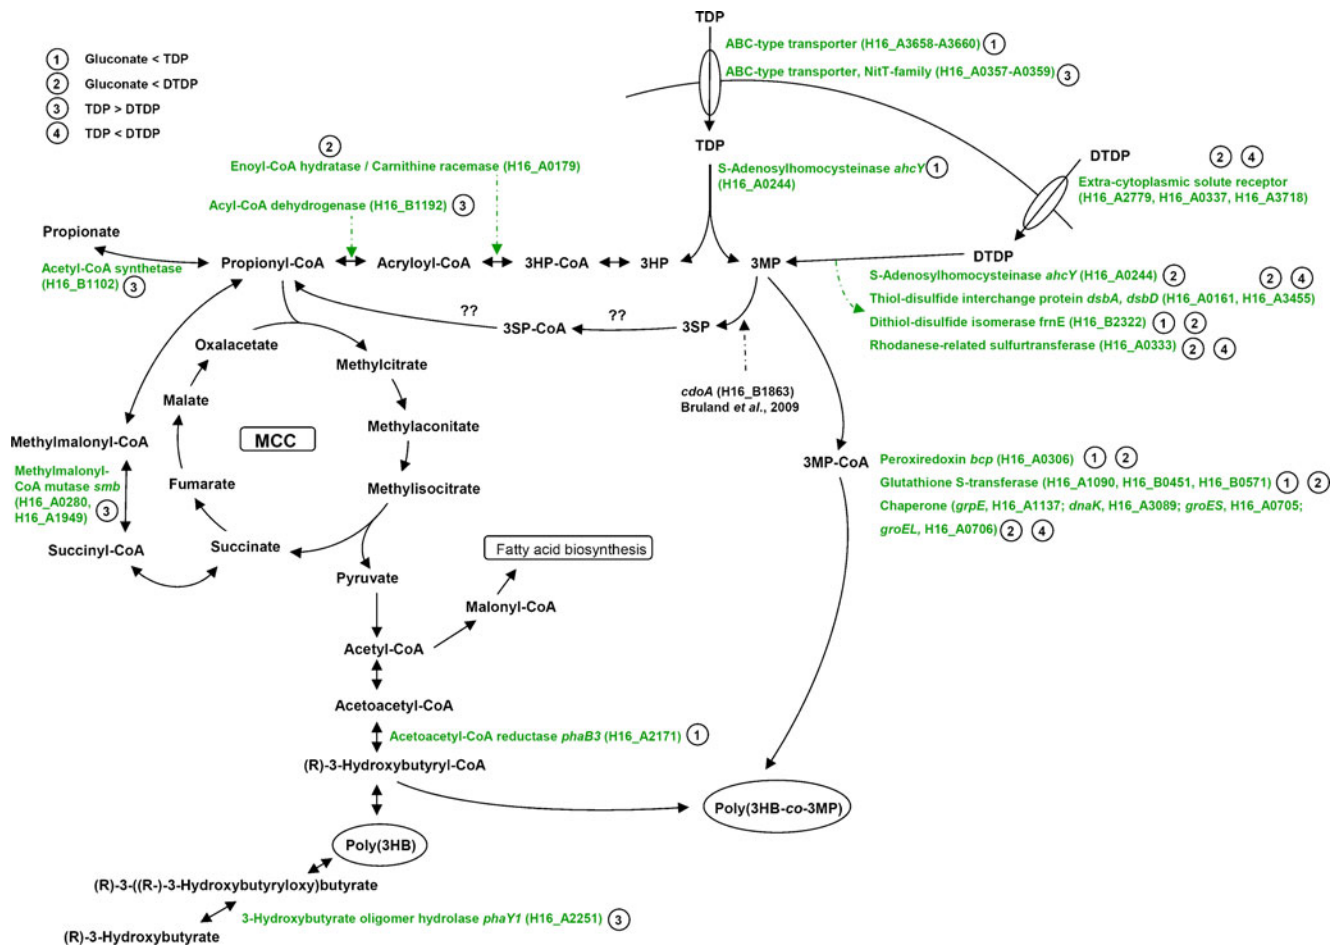 TDP
① Gluconate < TDP
② Gluconate < DTDP
③ TDP > DTDP
④ TDP < DTDP
ABC-type transporter (H16_A3658-A3660) ①
ABC-type transporter, NitT-family (H16_A0357-A0359) ③
TDP
②
Enoyl-CoA hydratase / Carnithine racemase (H16_A0179)
S-Adenosylhomocysteinase ahcY ①
(H16_A0244)
DTDP
② ④
Extra-cytoplasmic solute receptor
(H16_A2779, H16_A0337, H16_A3718)
Acyl-CoA dehydrogenase (H16_B1192) ③
Propionate
Acetyl-CoA synthetase
(H16_B1102)
③
Propionyl-CoA
Acryloyl-CoA
3HP-CoA
3HP
3MP
DTDP
S-Adenosylhomocysteinase ahcY (H16_A0244) ②
② ④
Thiol-disulfide interchange protein dsbA, dsbD (H16_A0161, H16_A3455)
Dithiol-disulfide isomerase frnE (H16_B2322) ① ②
Rhodanese-related sulfurtransferase (H16_A0333) ② ④
??
3SP-CoA
??
3SP
cdoA (H16_B1863)
Bruland et al., 2009
Oxalacetate
Methylcitrate
Malate
Methylaconitate
MCC
Methylmalonyl-CoA
Methylmalonyl-
CoA mutase smb
(H16_A0280,
H16_A1949)
③
Fumarate
Methylisocitrate
Succinyl-CoA
Succinate
3MP-CoA
Peroxiredoxin bcp (H16_A0306) ① ②
Glutathione S-transferase (H16_A1090, H16_B0451, H16_B0571) ① ②
Chaperone (grpE, H16_A1137; dnaK, H16_A3089; groES, H16_A0705;
groEL, H16_A0706) ② ④
Fatty acid biosynthesis
Pyruvate
Malonyl-CoA
Acetyl-CoA
Acetoacetyl-CoA
Acetoacetyl-CoA reductase phaB3 (H16_A2171) ①
(R)-3-Hydroxybutyryl-CoA
Poly(3HB-co-3MP)
Poly(3HB)
(R)-3-((R-)-3-Hydroxybutyryloxy)butyrate
3-Hydroxybutyrate oligomer hydrolase phaY1 (H16_A2251) ③
(R)-3-Hydroxybutyrate